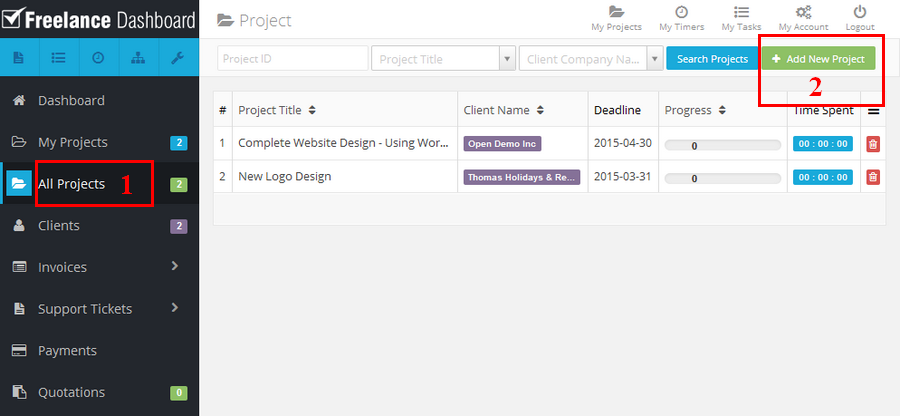 Freelance Dashboard
Project
My Projects
My Timers
My Tasks
My Account
Logout
Project ID
Project Title
Client Company Na...
Search Projects
+ Add New Project
2
Dashboard
My Projects 2
All Projects 1 2
Clients 2
Invoices
Support Tickets
Payments
Quotations 0
# Project Title Client Name Deadline Progress Time Spent
1 Complete Website Design - Using Wor... Open Demo Inc 2015-04-30 0 00 : 00 : 00
2 New Logo Design Thomas Holidays & Re... 2015-03-31 0 00 : 00 : 00